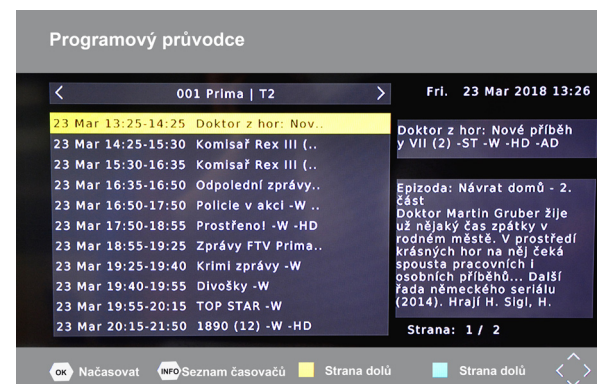 Programový průvodce
001 Prima | T2
Fri. 23 Mar 2018 13:26
23 Mar 13:25-14:25 Doktor z hor: Nov..
23 Mar 14:25-15:30 Komisař Rex III (..
23 Mar 15:30-16:35 Komisař Rex III (..
23 Mar 16:35-16:50 Odpolední zprávy..
23 Mar 16:50-17:50 Policie v akci -W ..
23 Mar 17:50-18:55 Prostřeno! -W -HD
23 Mar 18:55-19:25 Zprávy FTV Prima..
23 Mar 19:25-19:40 Krimi zprávy -W
23 Mar 19:40-19:55 Divošky -W
23 Mar 19:55-20:15 TOP STAR -W
23 Mar 20:15-21:50 1890 (12) -W -HD
Doktor z hor: Nové příběh
y VII (2) -ST -W -HD -AD
Epizoda: Návrat domů - 2.
část
Doktor Martin Gruber žije
už nějaký čas zpátky v
rodném městě. V prostředí
krásných hor na něj čeká
spousta pracovních i
osobních příběhů... Další
řada německého seriálu
(2014). Hrají H. Sigl, H.
Strana: 1 / 2
OK Načasovat INFO Seznam časovačů Strana dolů Strana dolů